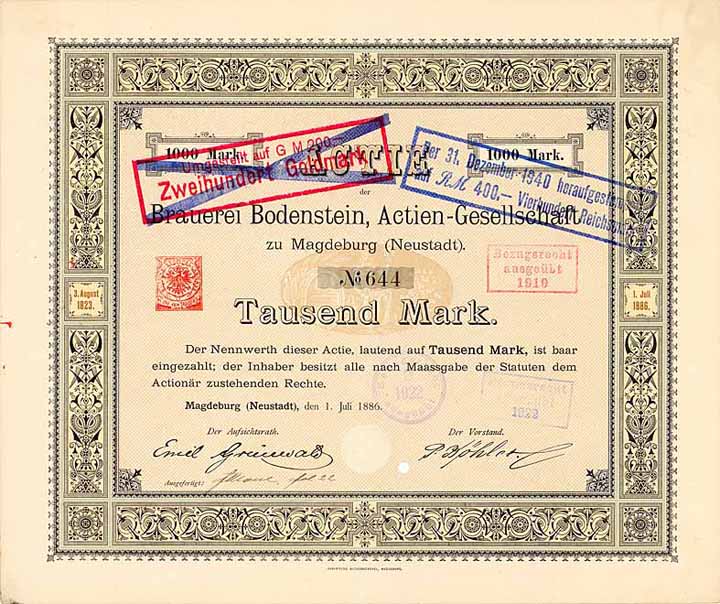 1000 Mark.
ACTIE
1000 Mark.
Umgestellt auf G M 200.—
Zweihundert Goldmark
Per 31. Dezember 1940 heraufgesetzt
auf RM 400.— Vierhundert Reichsmark
der
Brauerei Bodenstein, Actien-Gesellschaft
zu Magdeburg (Neustadt).
Bezugsrecht
ausgeübt
1919
№ 644
3. August
1823.
1. Juli
1886.
Tausend Mark.
Der Nennwerth dieser Actie, lautend auf Tausend Mark, ist baar
eingezahlt; der Inhaber besitzt alle nach Maassgabe der Statuten dem
Actionär zustehenden Rechte.
1922
1922
Magdeburg (Neustadt), den 1. Juli 1886.
Der Aufsichtsrath.
Der Vorstand.
Emil Grünwald
P. Köhler
Ausgefertigt: